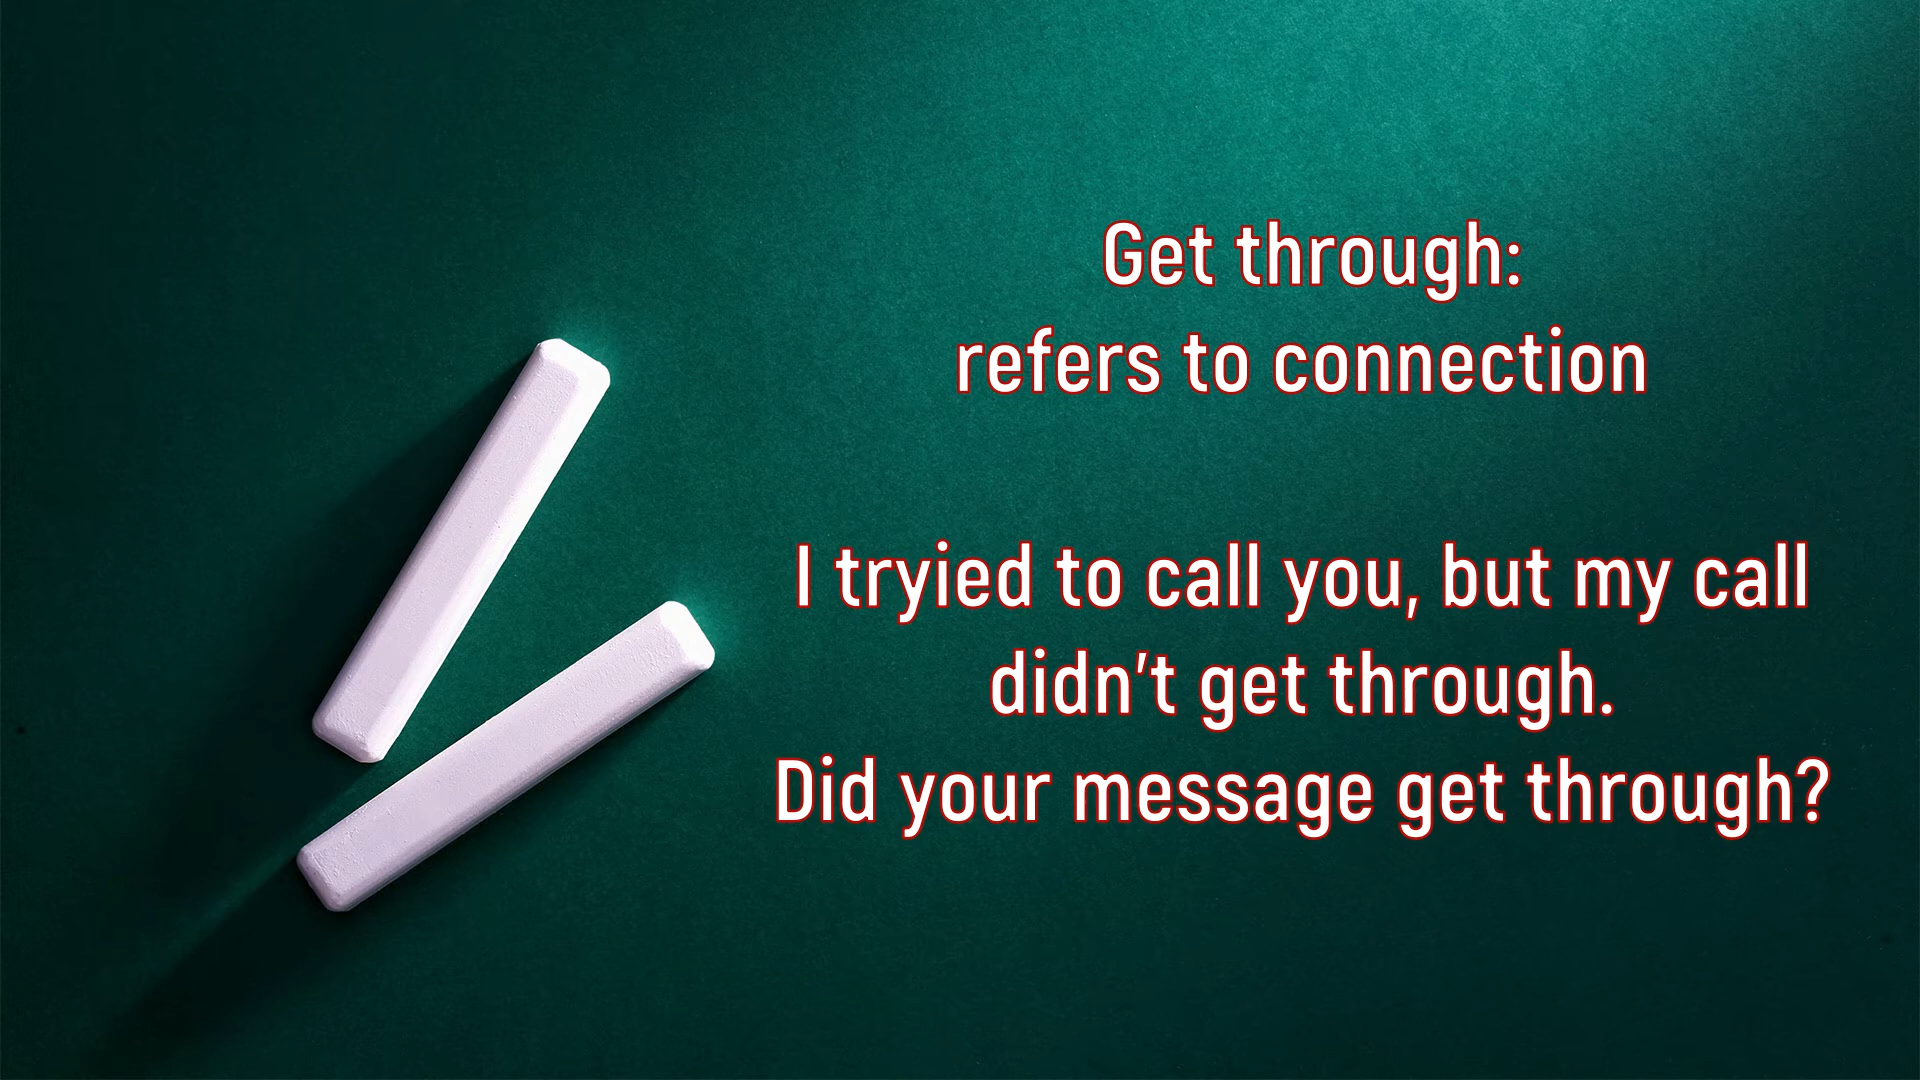 Get through:
refers to connection
I tryied to call you, but my call
didn't get through.
Did your message get through?